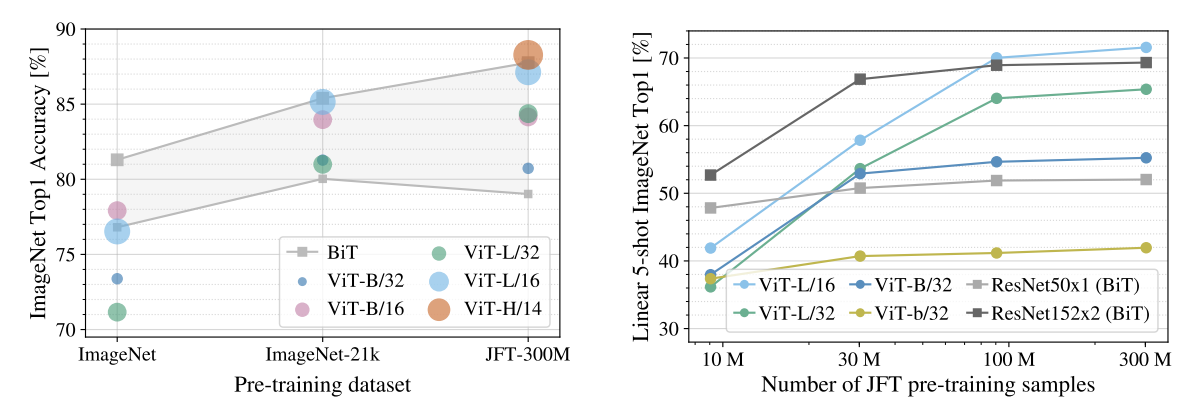 ImageNet Top1 Accuracy [%]
90
85
80
75
70
BiT
ViT-B/32
ViT-B/16
ViT-L/32
ViT-L/16
ViT-H/14
ImageNet
ImageNet-21k
JFT-300M
Pre-training dataset
Linear 5-shot ImageNet Top1 [%]
70
60
50
40
30
ViT-L/16
ViT-L/32
ViT-B/32
ViT-b/32
ResNet50x1 (BiT)
ResNet152x2 (BiT)
10 M
30 M
100 M
300 M
Number of JFT pre-training samples